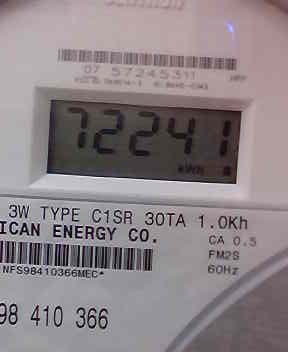 07 57245311
72241
kWh
3W TYPE C1SR 30TA 1.0Kh
ICAN ENERGY CO.
CA 0.5
FM2S
60Hz
NFS98410366MEC*
98 410 366